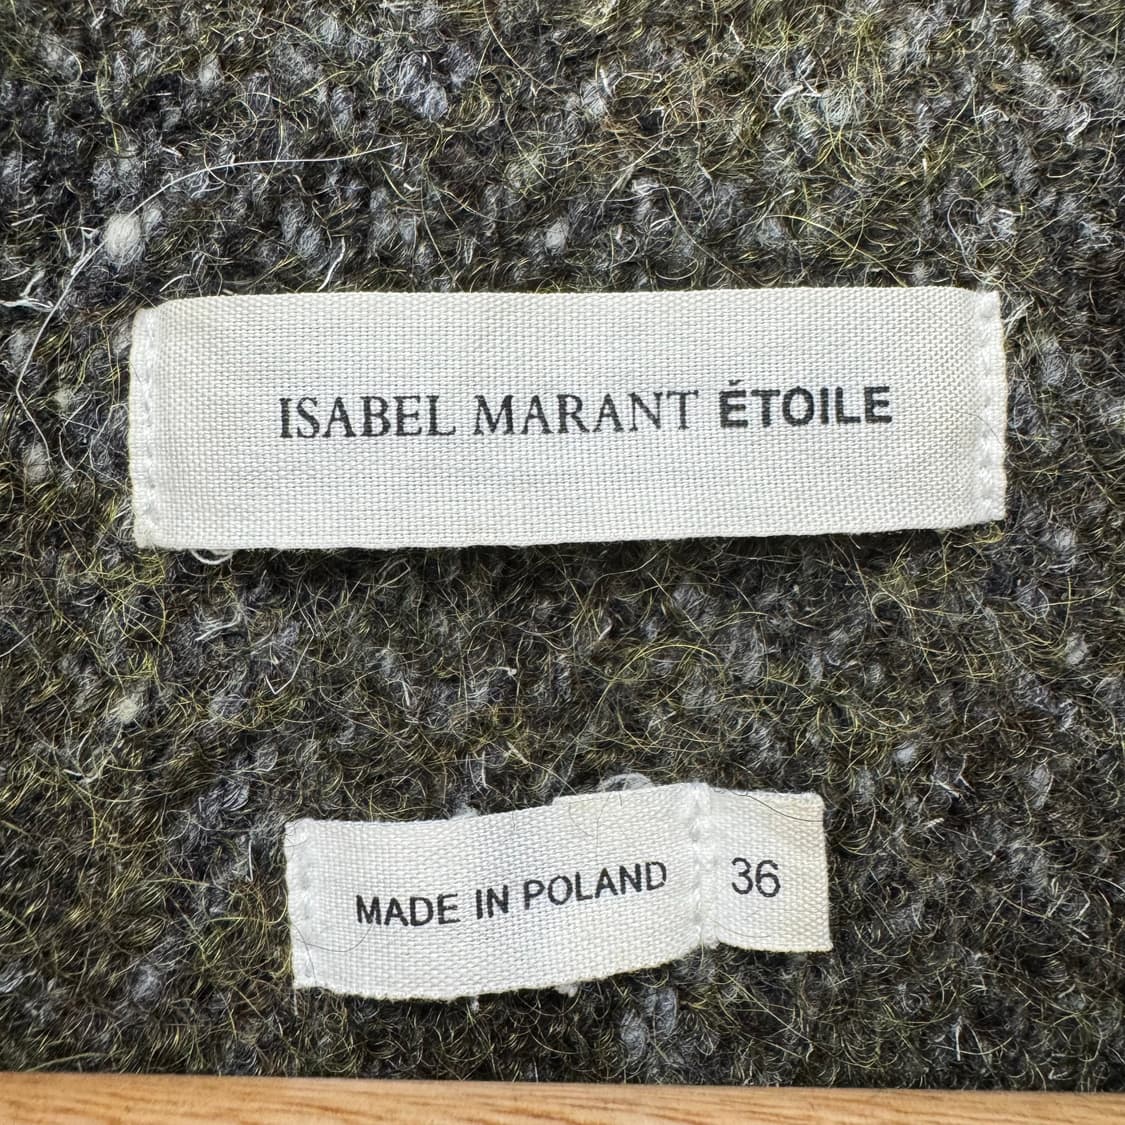 ISABEL MARANT ÉTOILE
MADE IN POLAND
36